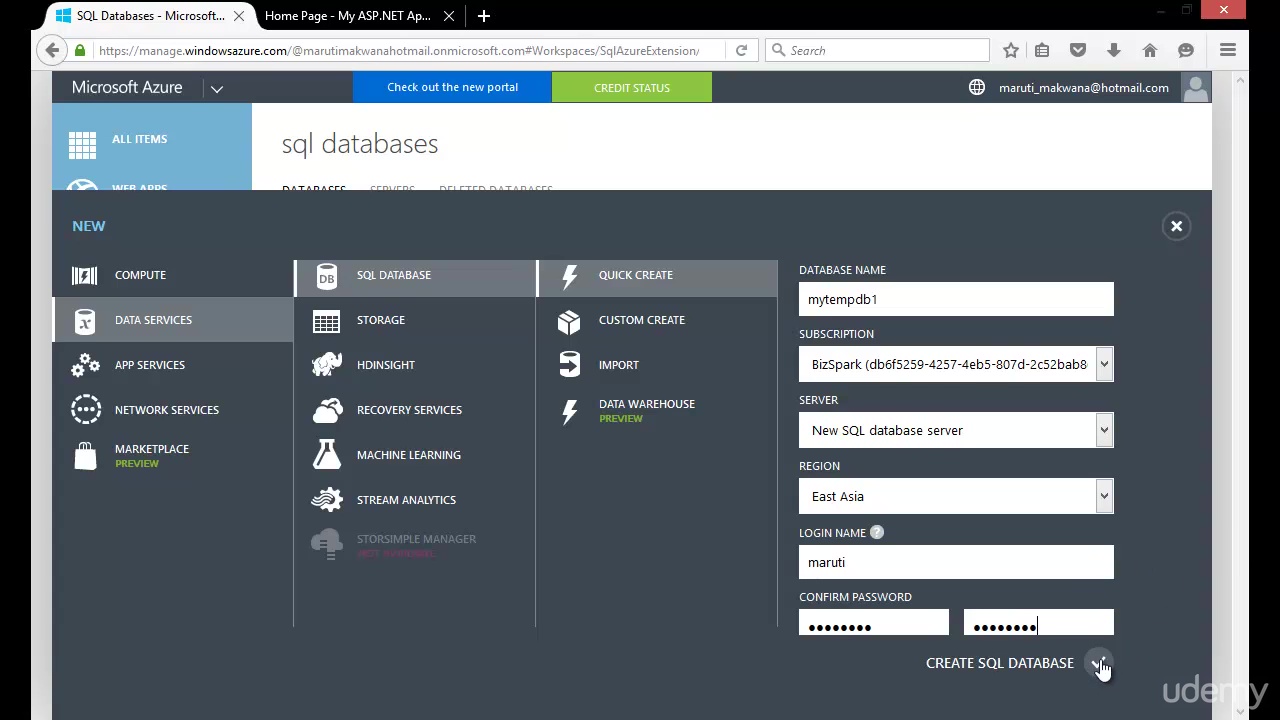 SQL Databases - Microsoft...
Home Page - My ASP.NET Ap...
https://manage.windowsazure.com/@marutimakwanahotmail.onmicrosoft.com#Workspaces/SqlAzureExtension/
Search
Microsoft Azure
Check out the new portal
CREDIT STATUS
maruti_makwana@hotmail.com
ALL ITEMS
WEB APPS
sql databases
DATABASES SERVERS DELETED DATABASES
NEW
COMPUTE
DATA SERVICES
APP SERVICES
NETWORK SERVICES
MARKETPLACE
PREVIEW
DB
SQL DATABASE
STORAGE
HDINSIGHT
RECOVERY SERVICES
MACHINE LEARNING
STREAM ANALYTICS
STORSIMPLE MANAGER
QUICK CREATE
CUSTOM CREATE
IMPORT
DATA WAREHOUSE
PREVIEW
DATABASE NAME
mytempdb1
SUBSCRIPTION
BizSpark (db6f5259-4257-4eb5-807d-2c52bab8
SERVER
New SQL database server
REGION
East Asia
LOGIN NAME ?
maruti
CONFIRM PASSWORD
•••••••• ••••••••
CREATE SQL DATABASE
udemy